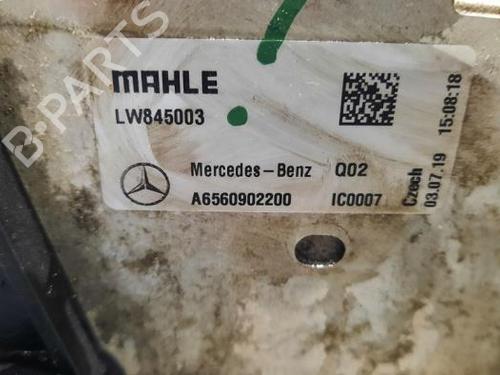 B-PARTS
MAHLE
LW845003
Mercedes-Benz Q02
A6560902200 IC0007
Czech
03.07.19 15:08:18